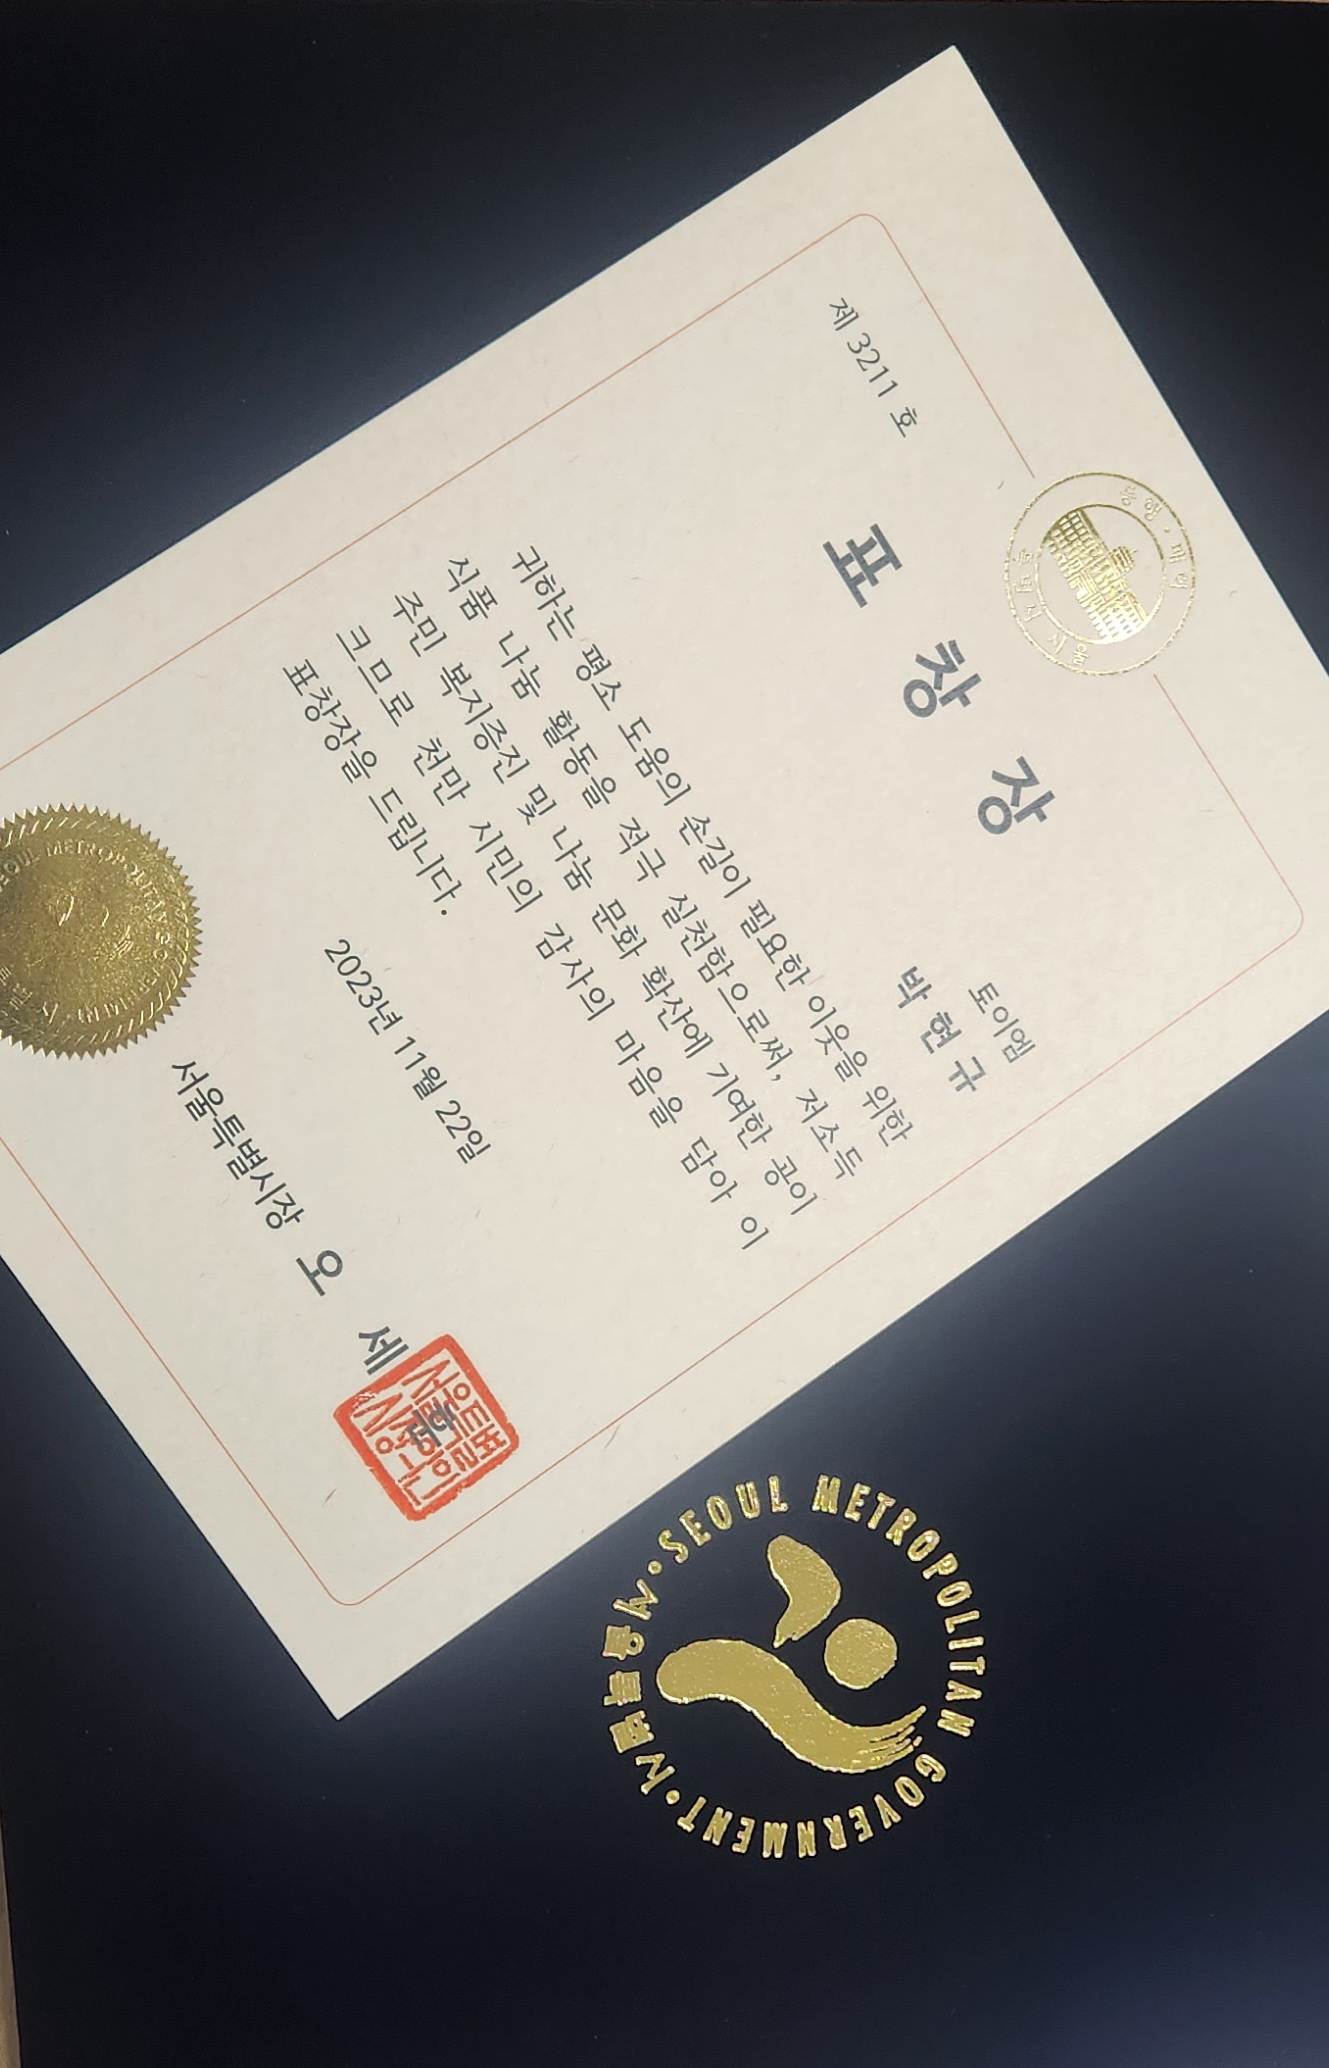 제 3211 호
표 창 장
토이엠
박 현 규
귀하는 평소 도움의 손길이 필요한 이웃을 위한
식품 나눔 활동을 적극 실천함으로써, 저소득
주민 복지증진 및 나눔 문화 확산에 기여한 공이
크므로 천만 시민의 감사의 마음을 담아 이
표창장을 드립니다.
2023년 11월 22일
서울특별시장 오 세 훈
SEOUL METROPOLITAN GOVERNMENT
서울특별시
SEOUL METROPOLITAN GOVERNMENT